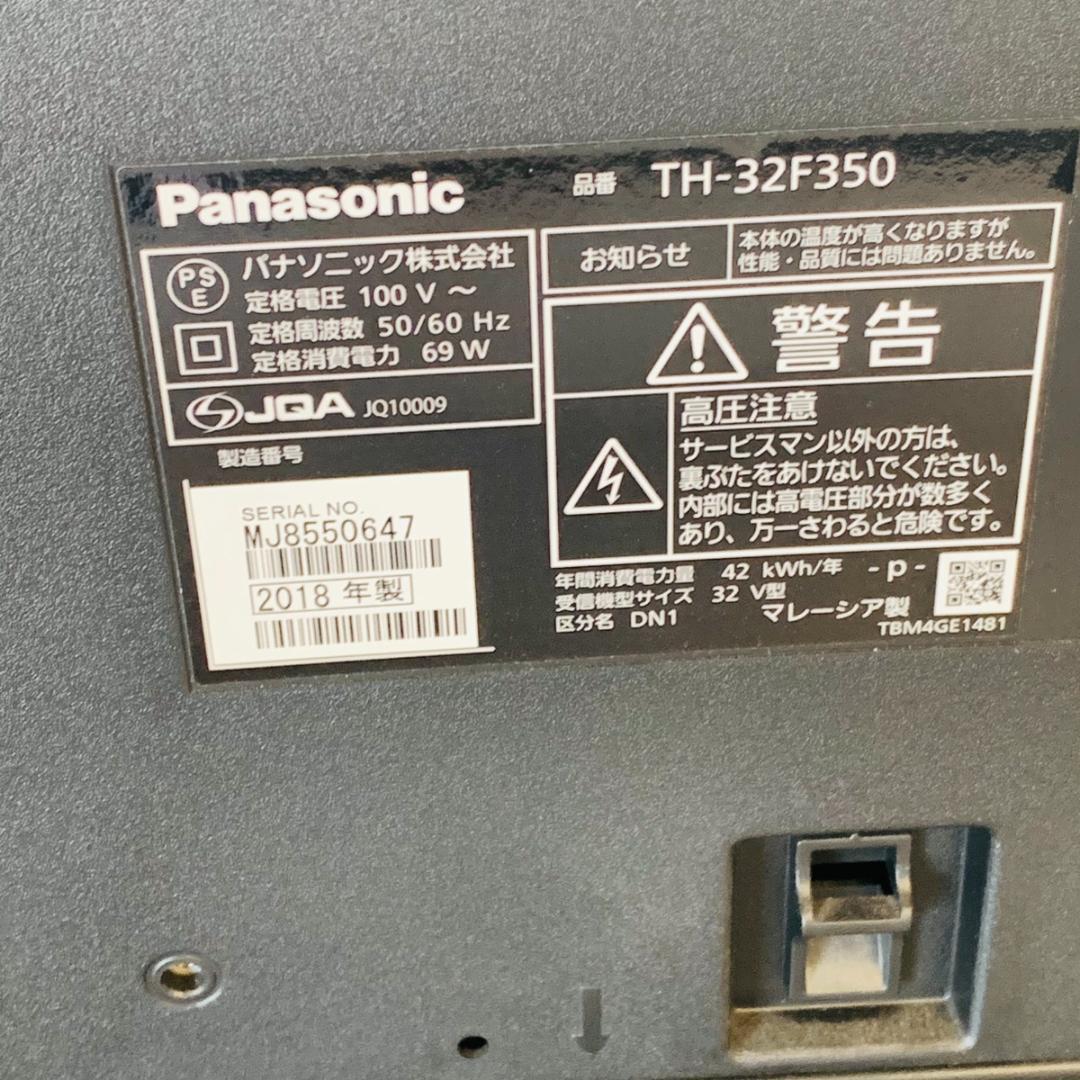 Panasonic
品番 TH-32F350
PS
E
パナソニック株式会社
定格電圧 100 V ～
定格周波数 50/60 Hz
定格消費電力 69 W
JQA JQ10009
製造番号
SERIAL NO.
MJ8550647
2018 年製
お知らせ
本体の温度が高くなりますが
性能・品質には問題ありません。
警告
高圧注意
サービスマン以外の方は、
裏ぶたをあけないでください。
内部には高電圧部分が数多く
あり、万一さわると危険です。
年間消費電力量 42 kWh/年 -p-
受信機型サイズ 32 V型
区分名 DN1 マレーシア製
TBM4GE1481